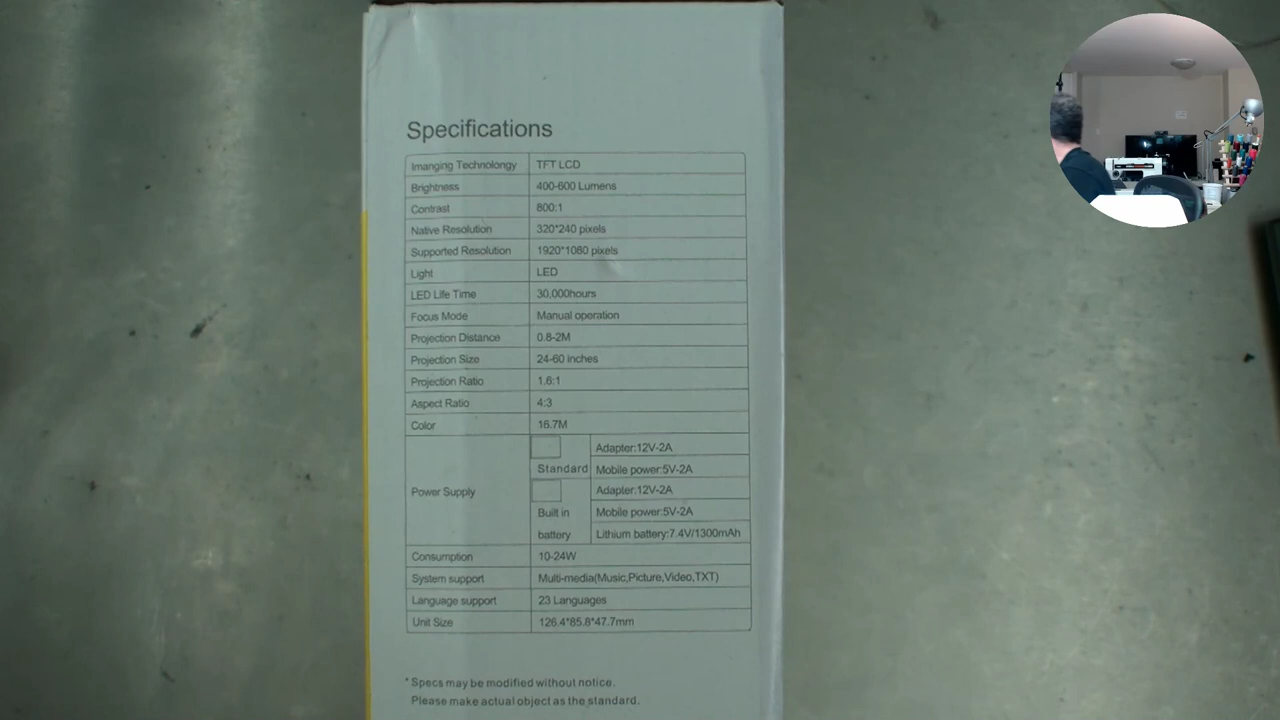 Specifications
Imanging Technolongy TFT LCD
Brightness 400-600 Lumens
Contrast 800:1
Native Resolution 320*240 pixels
Supported Resolution 1920*1080 pixels
Light LED
LED Life Time 30,000hours
Focus Mode Manual operation
Projection Distance 0.8-2M
Projection Size 24-60 inches
Projection Ratio 1.6:1
Aspect Ratio 4:3
Color 16.7M
Power Supply
Standard
Adapter:12V-2A
Mobile power:5V-2A
Built in
battery
Adapter:12V-2A
Mobile power:5V-2A
Lithium battery:7.4V/1300mAh
Consumption 10-24W
System support Multi-media(Music,Picture,Video,TXT)
Language support 23 Languages
Unit Size 126.4*85.8*47.7mm
* Specs may be modified without notice.
Please make actual object as the standard.